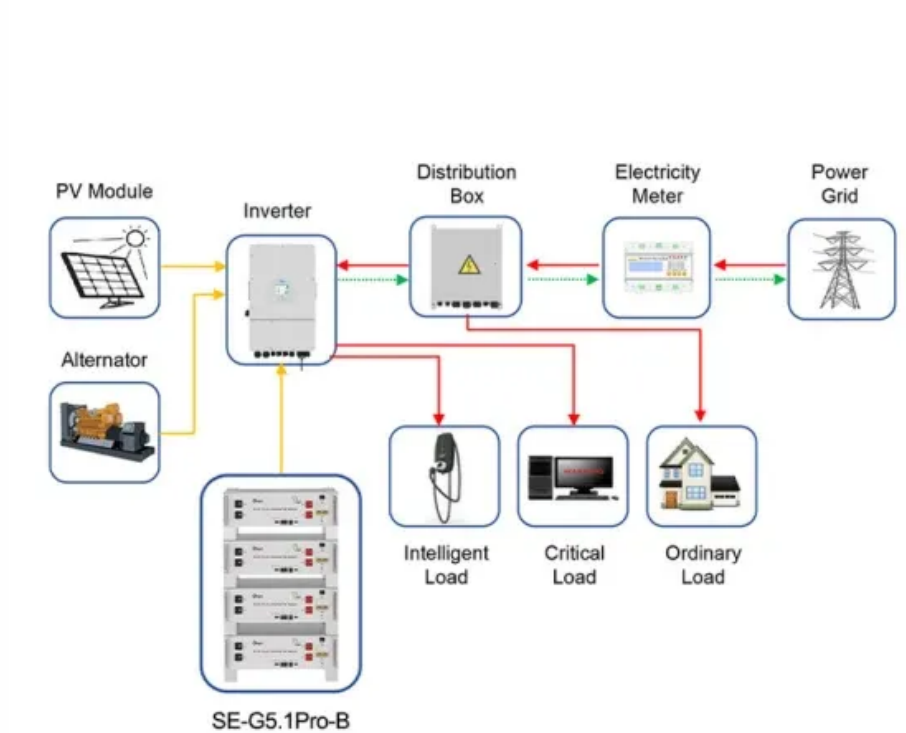 PV Module
Inverter
Distribution
Box
Electricity
Meter
Power
Grid
Alternator
Intelligent
Load
Critical
Load
Ordinary
Load
SE-G5.1Pro-B